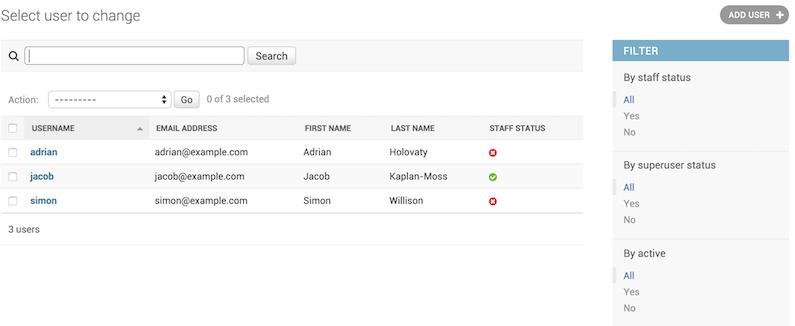 Select user to change
ADD USER +
Search
FILTER
By staff status
All
Yes
No
Action: --------- Go 0 of 3 selected
USERNAME EMAIL ADDRESS FIRST NAME LAST NAME STAFF STATUS
adrian adrian@example.com Adrian Holovaty
jacob jacob@example.com Jacob Kaplan-Moss
simon simon@example.com Simon Willison
3 users
By superuser status
All
Yes
No
By active
All
Yes
No